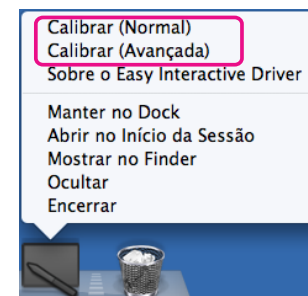 Calibrar (Normal)
Calibrar (Avançada)
Sobre o Easy Interactive Driver
Manter no Dock
Abrir no Início da Sessão
Mostrar no Finder
Ocultar
Encerrar